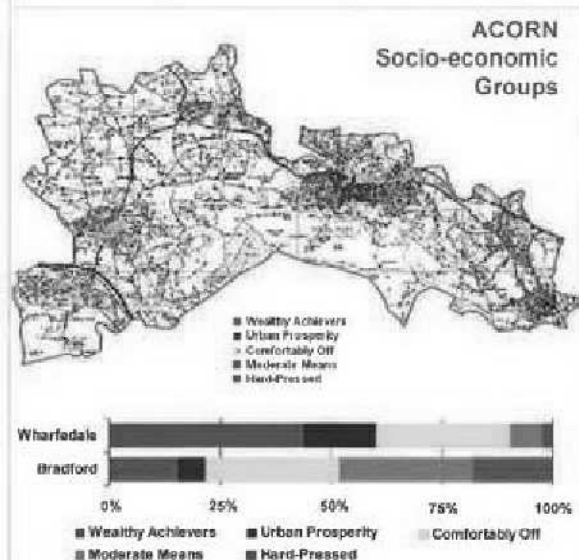 ACORN
Socio-economic
Groups
Wealthy Achievers
Urban Prosperity
Comfortably Off
Moderate Means
Hard-Pressed
Wharfedale
Bradford
0% 25% 50% 75% 100%
Wealthy Achievers Urban Prosperity Comfortably Off
Moderate Means Hard-Pressed